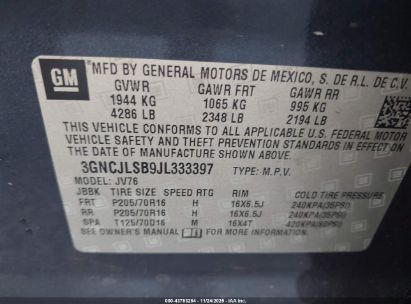 GM
MFD BY GENERAL MOTORS DE MEXICO, S. DE R.L. DE C.V.
GVWR GAWR FRT GAWR RR
1944 KG 1065 KG 995 KG
4286 LB 2348 LB 2194 LB
THIS VEHICLE CONFORMS TO ALL APPLICABLE U.S. FEDERAL MOTOR
VEHICLE SAFETY AND THEFT PREVENTION STANDARDS IN
EFFECT ON THE DATE OF MANUFACTURE SHOWN ABOVE.
3GNCJLSB9JL333397 TYPE: M.P.V.
MODEL: JV76
JBBK TIRE SIZE SPEED RTG RIM COLD TIRE PRESSURE
FRT P205/70R16 H 16X6.5J 240KPA(35PSI)
RR P205/70R16 H 16X6.5J 240KPA(35PSI)
SPA T125/70D16 M 16X4T 420KPA(60PSI)
SEE OWNER'S MANUAL FOR ADDITIONAL INFORMATION.